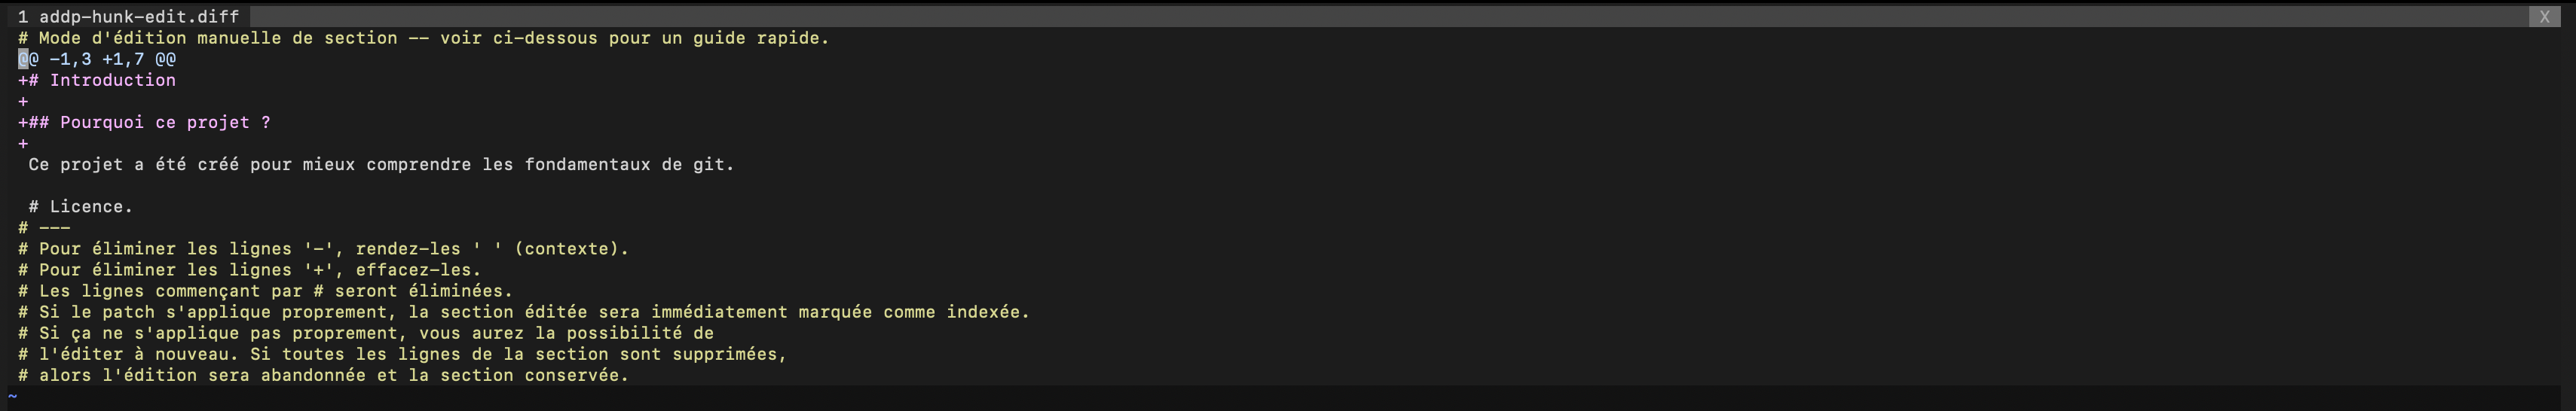 1 addp-hunk-edit.diff X
# Mode d'édition manuelle de section -- voir ci-dessous pour un guide rapide.
@@ -1,3 +1,7 @@
+# Introduction
+
+## Pourquoi ce projet ?
+
 Ce projet a été créé pour mieux comprendre les fondamentaux de git.

 # Licence.
# ---
# Pour éliminer les lignes '-', rendez-les ' ' (contexte).
# Pour éliminer les lignes '+', effacez-les.
# Les lignes commençant par # seront éliminées.
# Si le patch s'applique proprement, la section éditée sera immédiatement marquée comme indexée.
# Si ça ne s'applique pas proprement, vous aurez la possibilité de
# l'éditer à nouveau. Si toutes les lignes de la section sont supprimées,
# alors l'édition sera abandonnée et la section conservée.
~